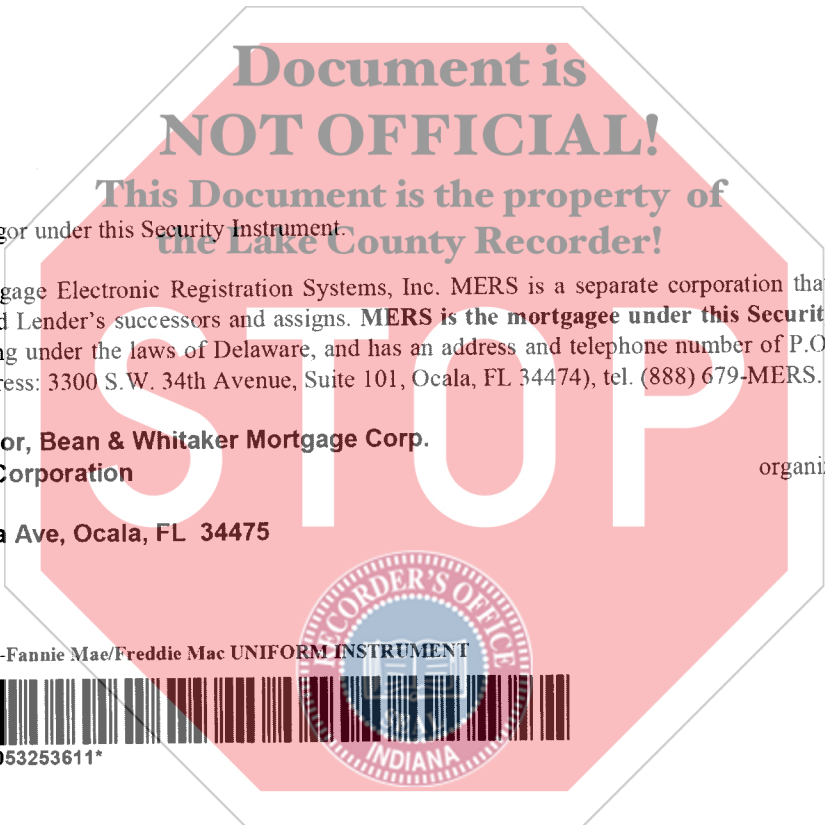 Document is
NOT OFFICIAL!
This Document is the property of
the Lake County Recorder!
gor under this Security Instrument.
gage Electronic Registration Systems, Inc. MERS is a separate corporation tha
d Lender's successors and assigns. MERS is the mortgagee under this Securit
ng under the laws of Delaware, and has an address and telephone number of P.O
ress: 3300 S.W. 34th Avenue, Suite 101, Ocala, FL 34474), tel. (888) 679-MERS.
STOP
or, Bean & Whitaker Mortgage Corp.
Corporation
organiz
a Ave, Ocala, FL 34475
RECORDER'S OFFICE
-Fannie Mae/Freddie Mac UNIFORM INSTRUMENT
SEAL
INDIANA
053253611*